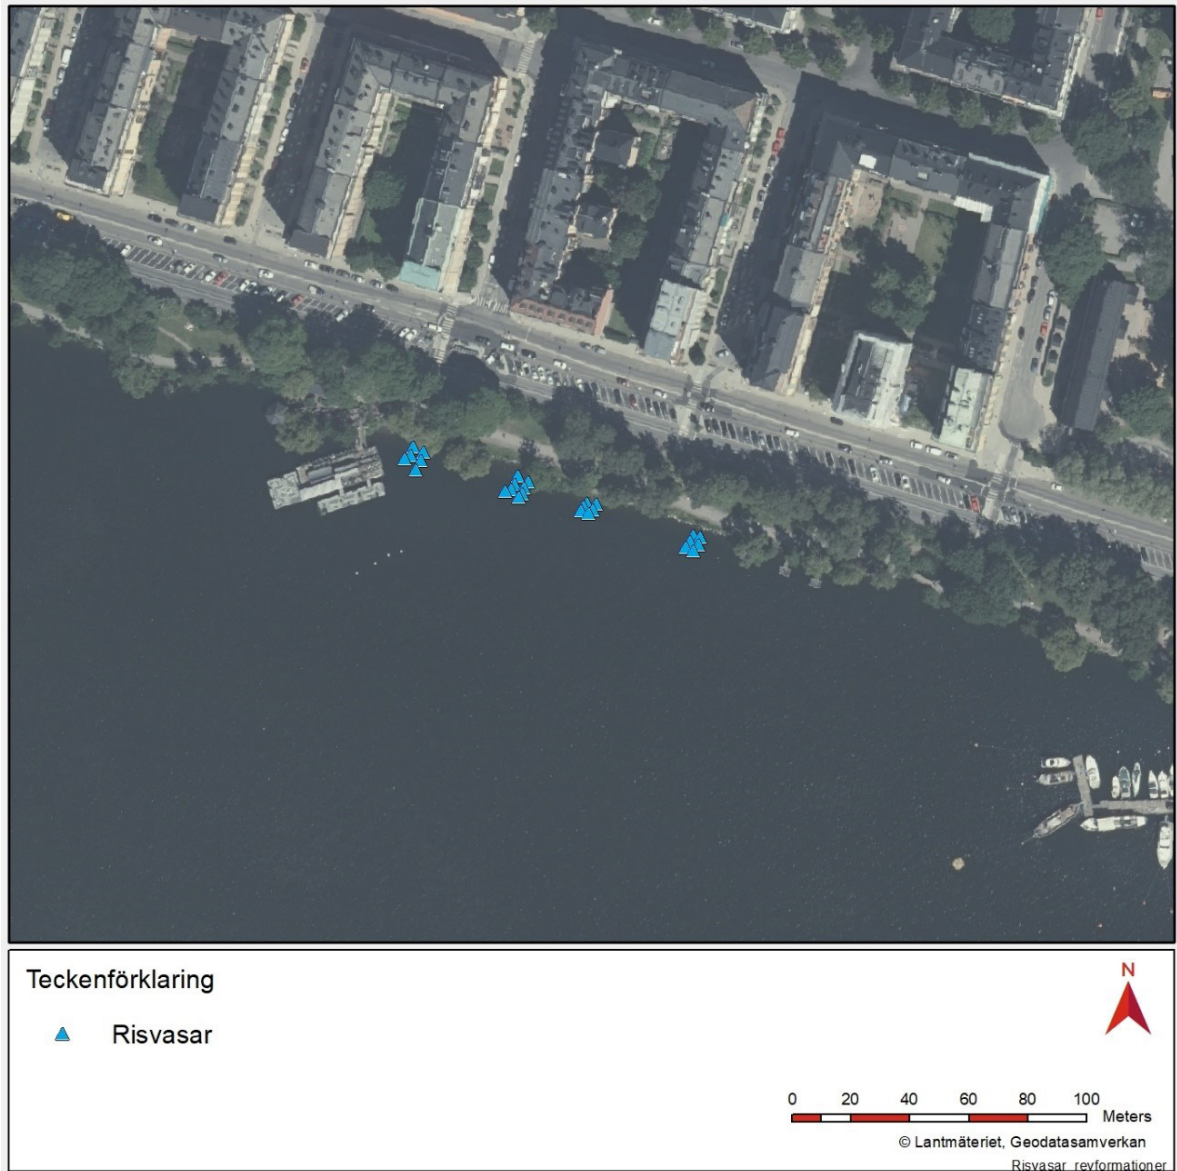 Teckenförklaring
Risvasar
N
0 20 40 60 80 100
Meters
© Lantmäteriet, Geodatasamverkan
Risvasar_revformationer